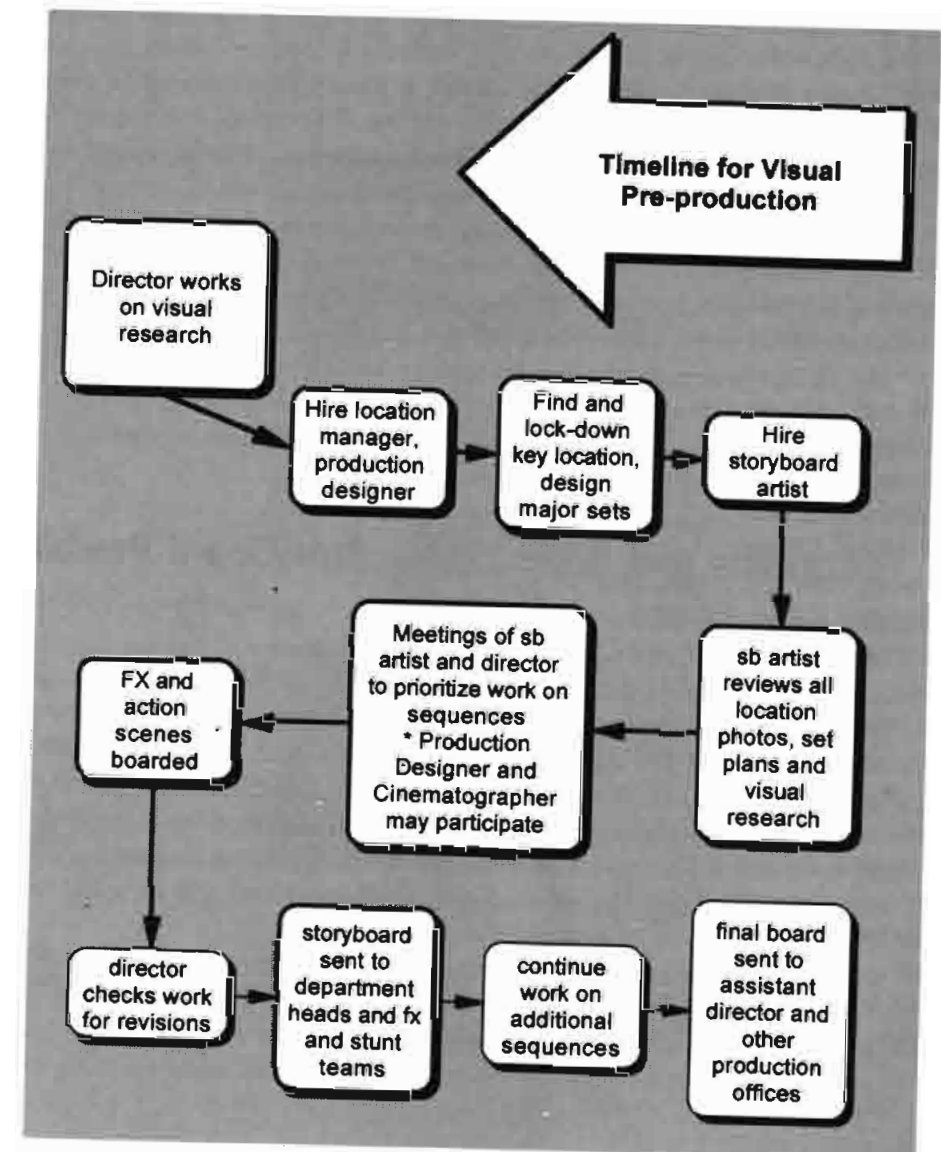 Timeline for Visual
Pre-production
Director works
on visual
research
Hire location
manager,
production
designer
Find and
lock-down
key location,
design
major sets
Hire
storyboard
artist
sb artist
reviews all
location
photos, set
plans and
visual
research
Meetings of sb
artist and director
to prioritize work on
sequences
* Production
Designer and
Cinematographer
may participate
FX and
action
scenes
boarded
director
checks work
for revisions
storyboard
sent to
department
heads and fx
and stunt
teams
continue
work on
additional
sequences
final board
sent to
assistant
director and
other
production
offices